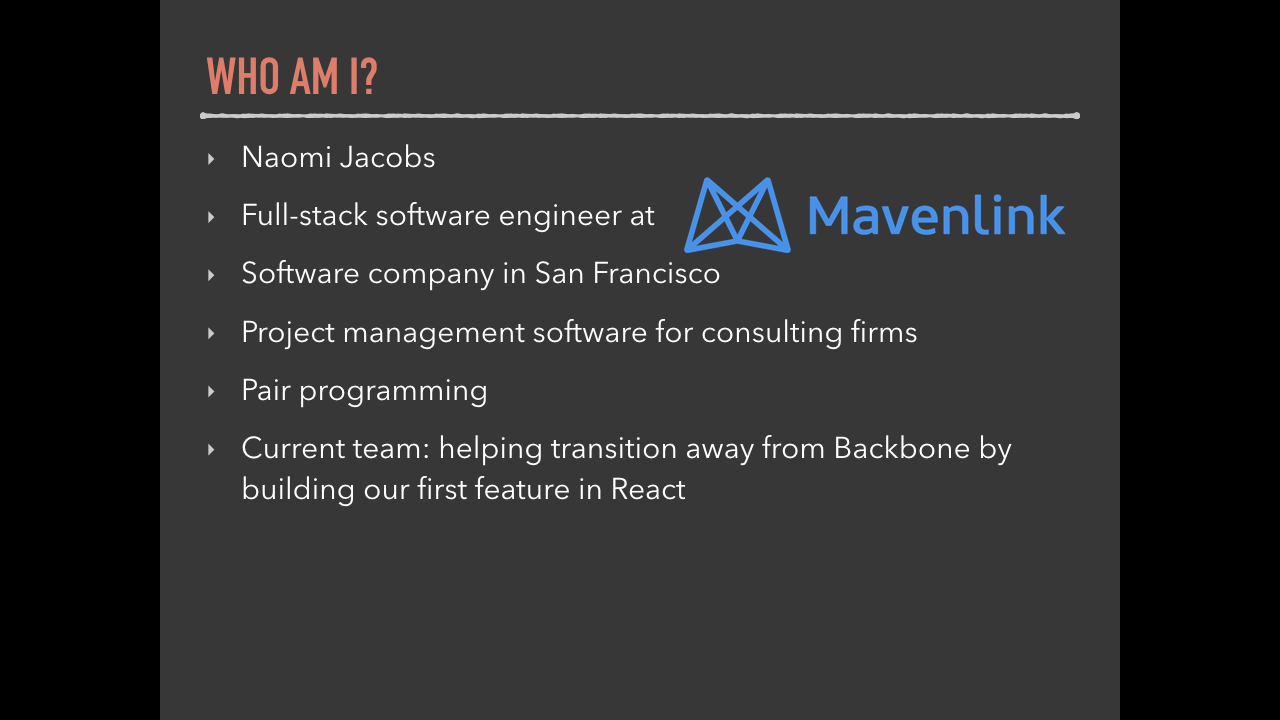 WHO AM I?
‣ Naomi Jacobs
‣ Full-stack software engineer at Mavenlink
‣ Software company in San Francisco
‣ Project management software for consulting firms
‣ Pair programming
‣ Current team: helping transition away from Backbone by
building our first feature in React